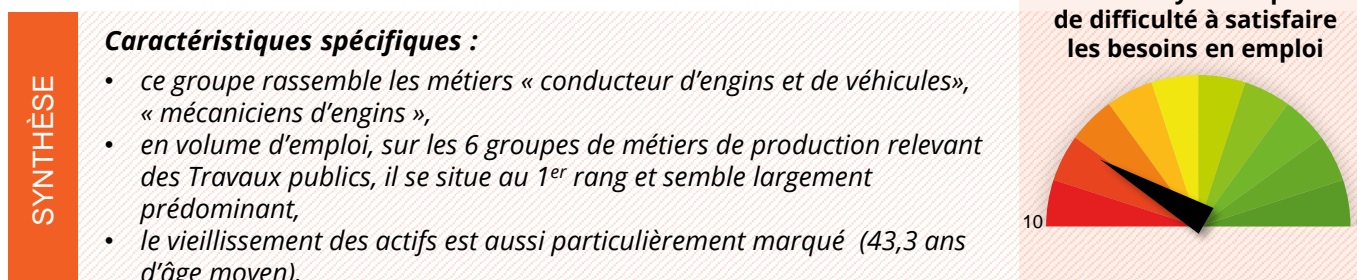 SYNTHÈSE
Caractéristiques spécifiques :
• ce groupe rassemble les métiers « conducteur d’engins et de véhicules»,
« mécaniciens d’engins »,
• en volume d’emploi, sur les 6 groupes de métiers de production relevant
des Travaux publics, il se situe au 1er rang et semble largement
prédominant,
• le vieillissement des actifs est aussi particulièrement marqué (43,3 ans
d’âge moyen).
de difficulté à satisfaire
les besoins en emploi
10